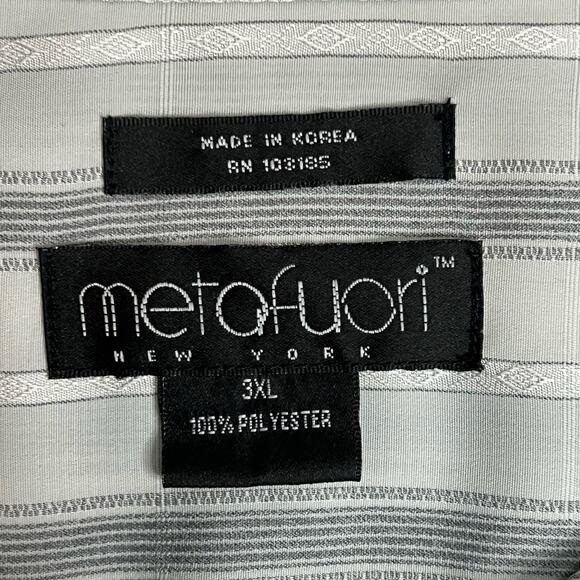 MADE IN KOREA
RN 103185
metafuori™
NEW YORK
3XL
100% POLYESTER